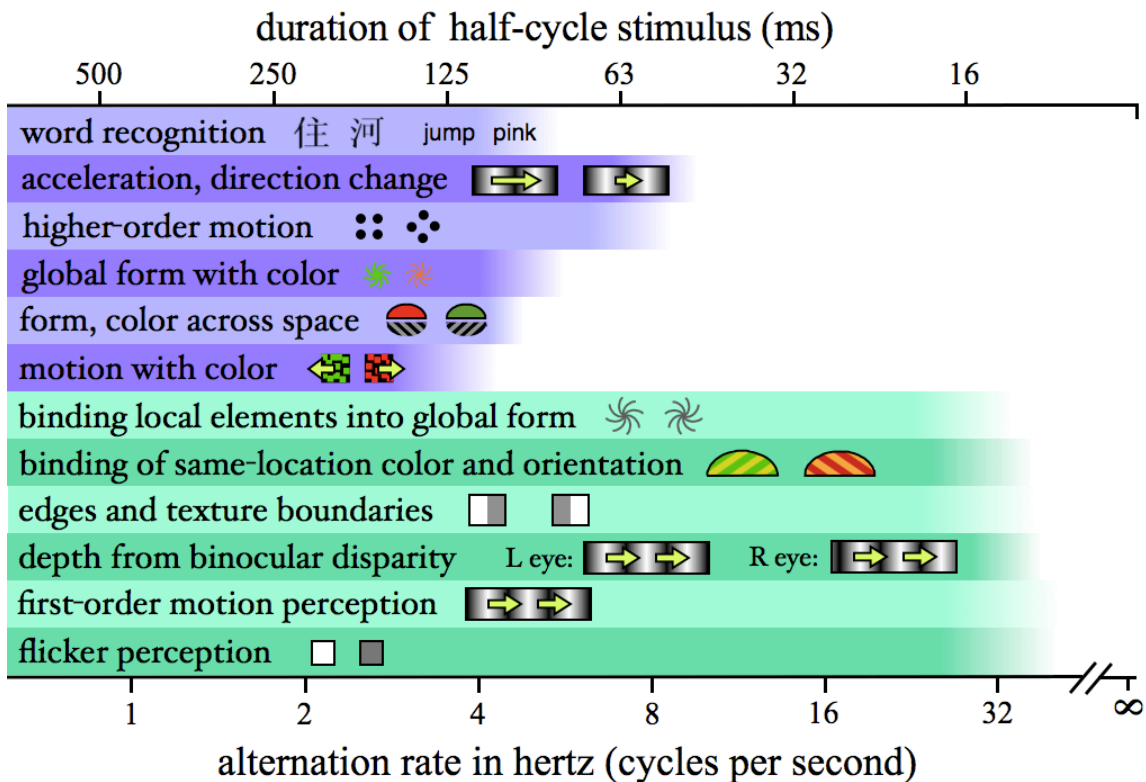 duration of half-cycle stimulus (ms)
500 250 125 63 32 16
word recognition 住 河 jump pink
acceleration, direction change
higher-order motion
global form with color
form, color across space
motion with color
binding local elements into global form
binding of same-location color and orientation
edges and texture boundaries
depth from binocular disparity L eye: R eye:
first-order motion perception
flicker perception
1 2 4 8 16 32 ∞
alternation rate in hertz (cycles per second)